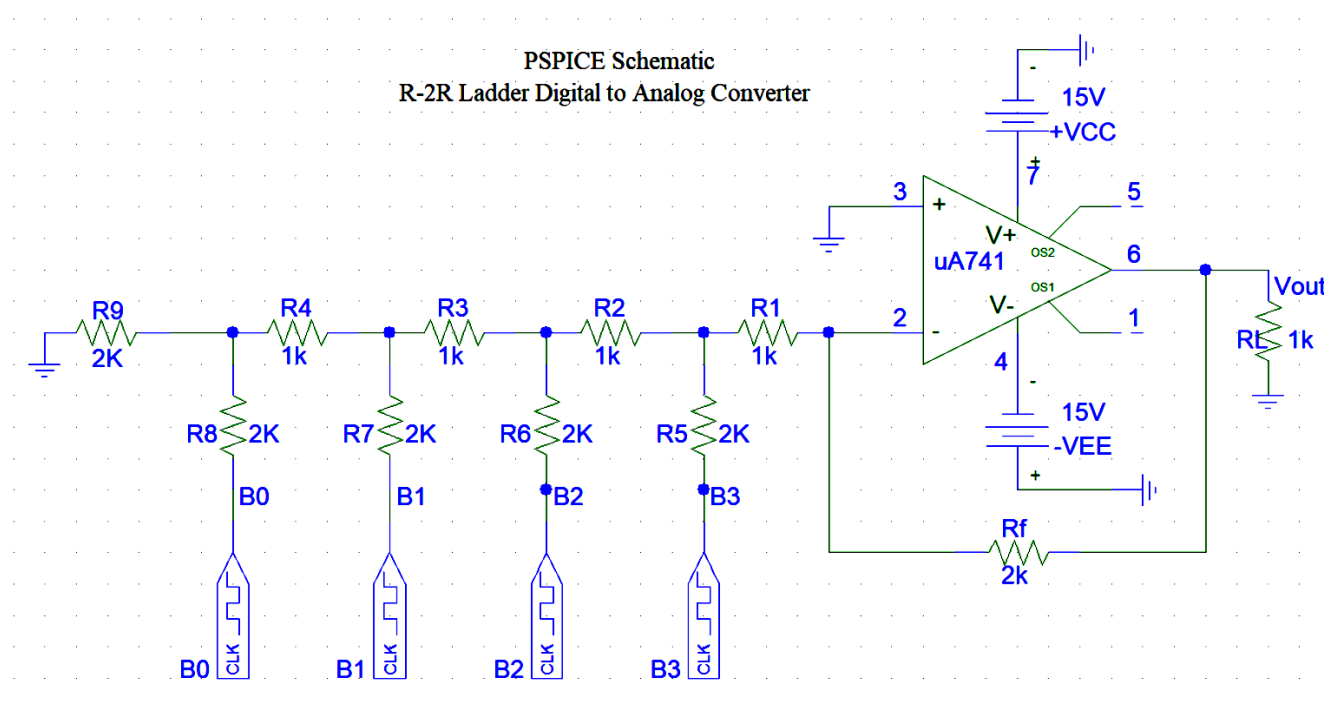 PSPICE Schematic
R-2R Ladder Digital to Analog Converter
-
15V
+VCC
+
7
3
+
5
V+
OS2
uA741
6
OS1
Vout
V-
2
-
1
4
RL
1k
R9
2K
R4
1k
R3
1k
R2
1k
R1
1k
-
15V
-VEE
+
R8
2K
R7
2K
R6
2K
R5
2K
B0
B1
B2
B3
Rf
2k
B0
CLK
B1
CLK
B2
CLK
B3
CLK